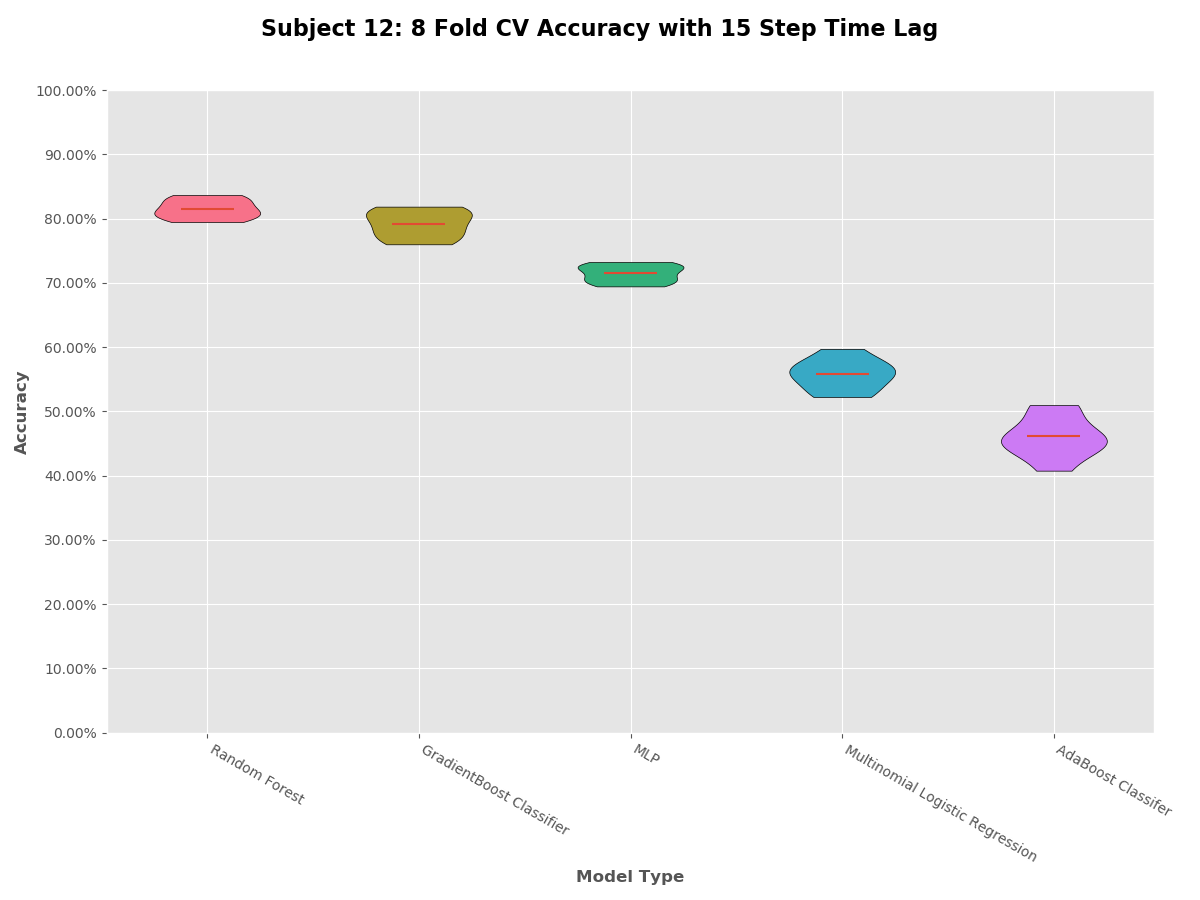 Subject 12: 8 Fold CV Accuracy with 15 Step Time Lag
100.00%
90.00%
80.00%
70.00%
60.00%
50.00%
40.00%
30.00%
20.00%
10.00%
0.00%
Accuracy
Random Forest
GradientBoost Classifier
MLP
Multinomial Logistic Regression
AdaBoost Classifer
Model Type